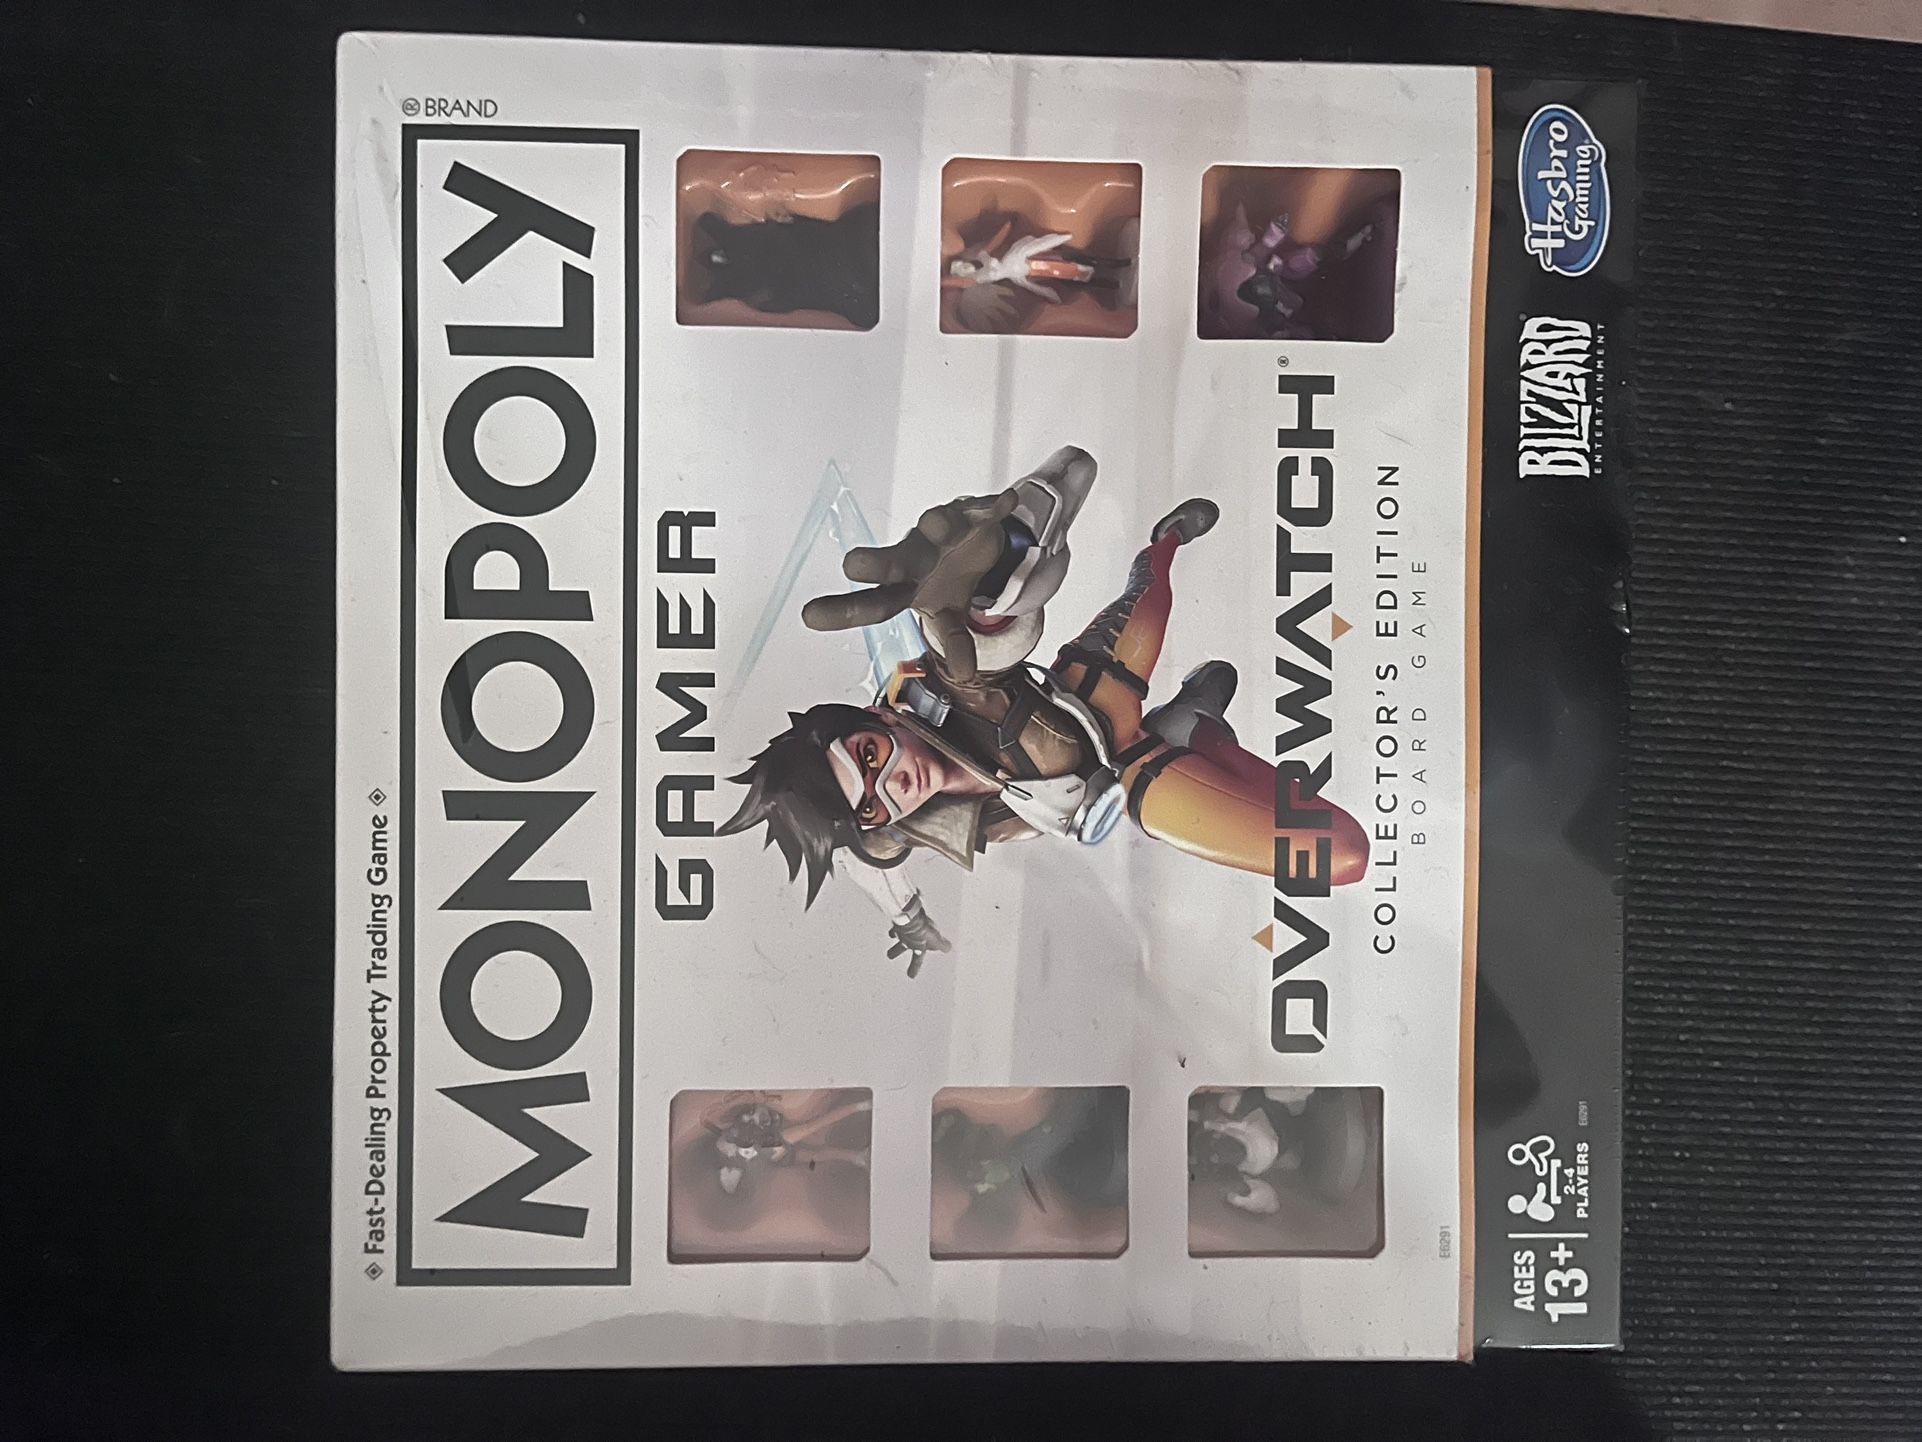 ◈ Fast-Dealing Property Trading Game ◈
® BRAND
MONOPOLY
GAMER
OVERWATCH®
COLLECTOR'S EDITION
BOARD GAME
E6291
AGES
13+
2-4
PLAYERS
E6291
BLIZZARD
ENTERTAINMENT
Hasbro
Gaming